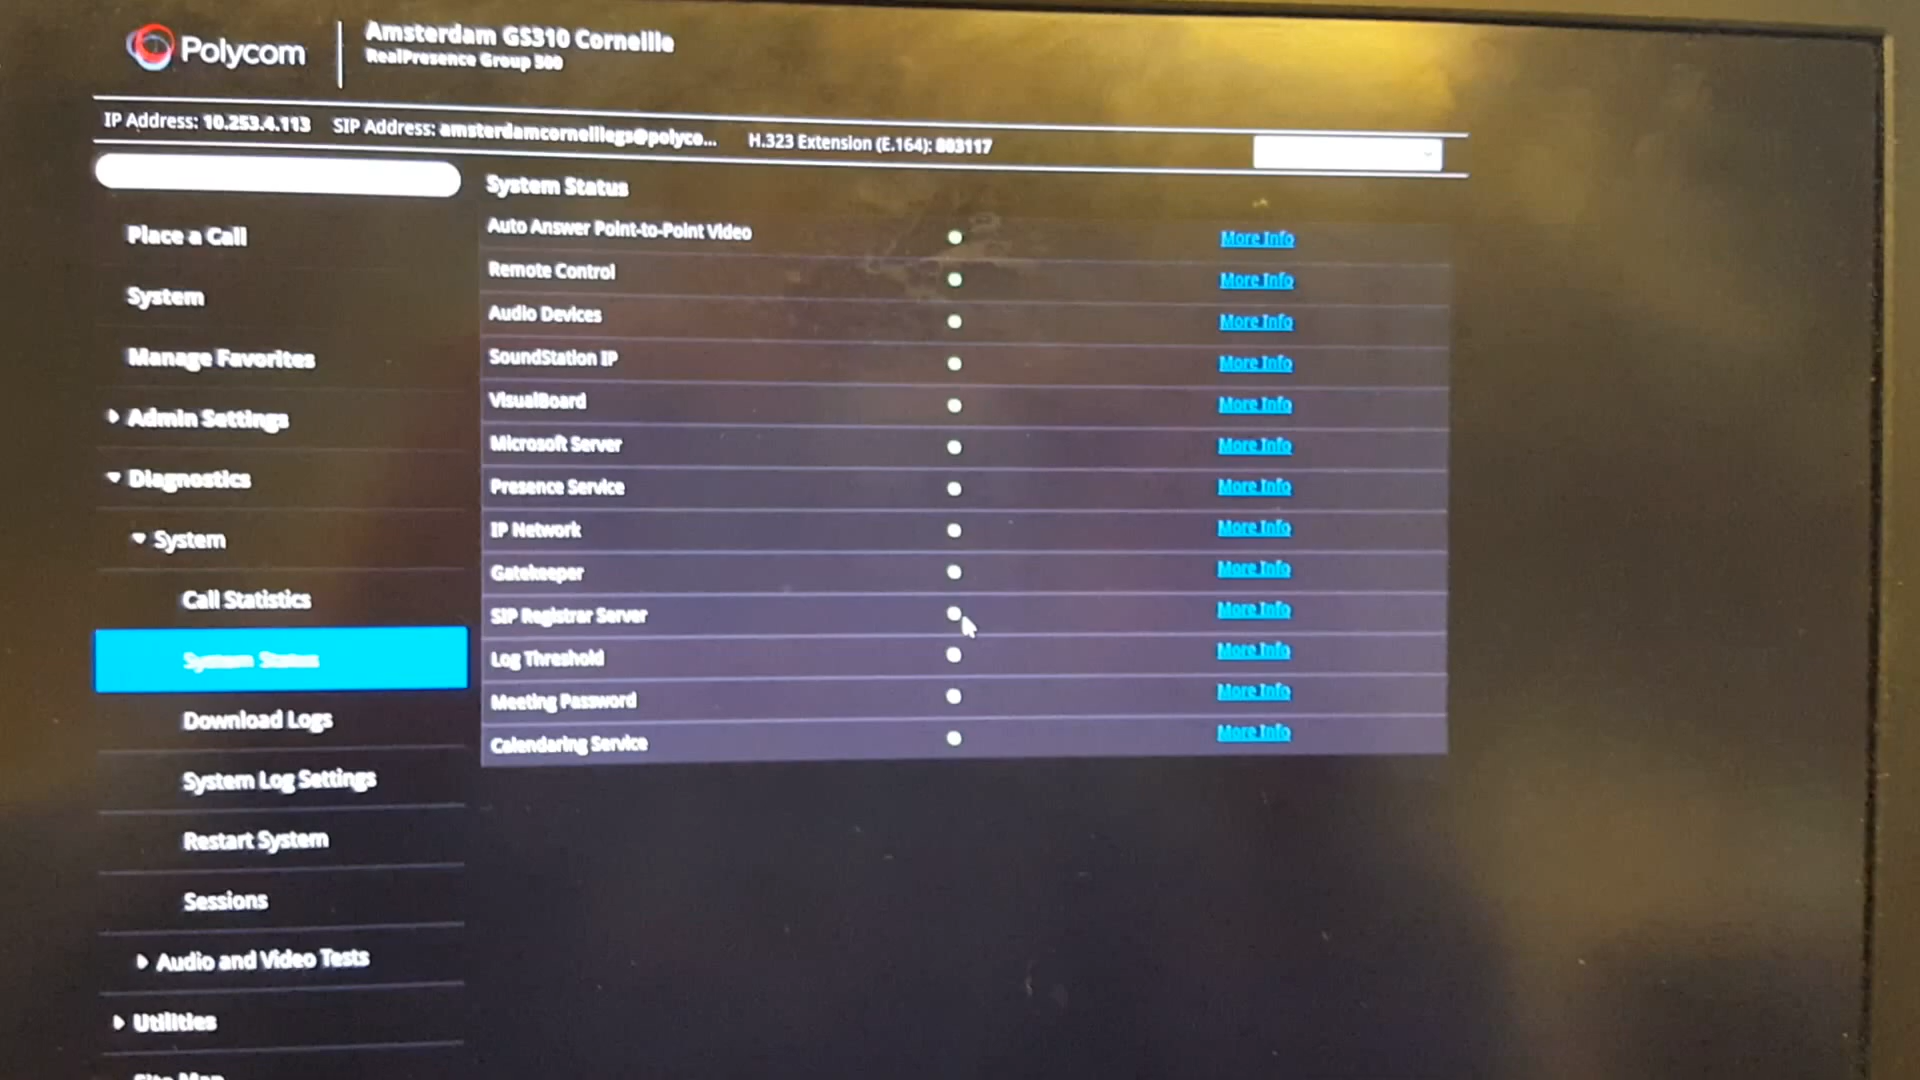 Polycom
Amsterdam GS310 Corneille
RealPresence Group 500
IP Address: 10.253.4.113
SIP Address: amsterdamcorneillegs@polyco...
H.323 Extension (E.164): 803117
Place a Call
System
Manage Favorites
Admin Settings
Diagnostics
System
Call Statistics
System Status
Download Logs
System Log Settings
Restart System
Sessions
Audio and Video Tests
Utilities
Site Map
System Status
Auto Answer Point-to-Point Video More Info
Remote Control More Info
Audio Devices More Info
SoundStation IP More Info
VisualBoard More Info
Microsoft Server More Info
Presence Service More Info
IP Network More Info
Gatekeeper More Info
SIP Registrar Server More Info
Log Threshold More Info
Meeting Password More Info
Calendaring Service More Info